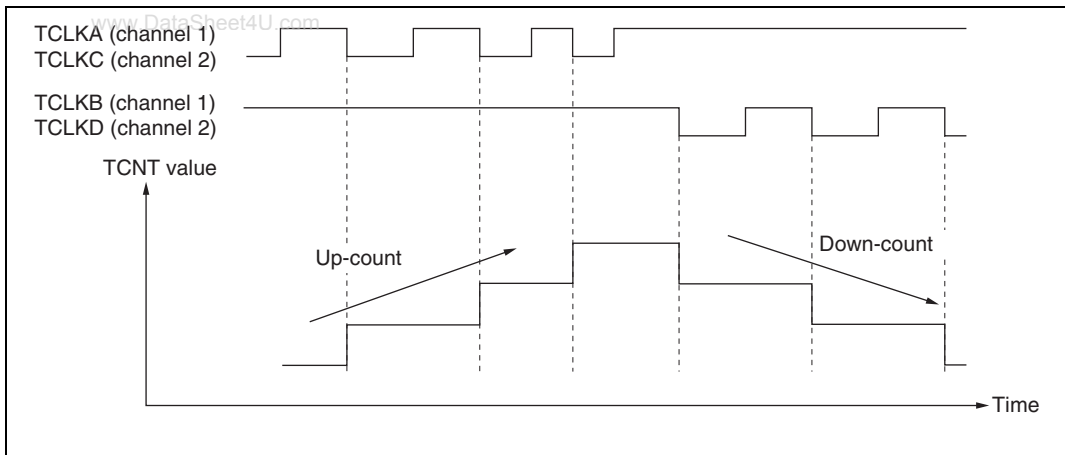 www.DataSheet4U.com
TCLKA (channel 1)
TCLKC (channel 2)
TCLKB (channel 1)
TCLKD (channel 2)
TCNT value
Up-count
Down-count
Time